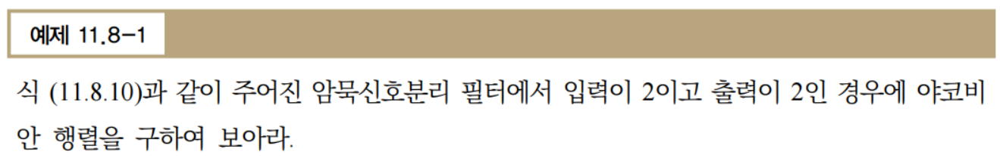 예제 11.8-1
식 (11.8.10)과 같이 주어진 암묵신호분리 필터에서 입력이 2이고 출력이 2인 경우에 야코비
안 행렬을 구하여 보아라.